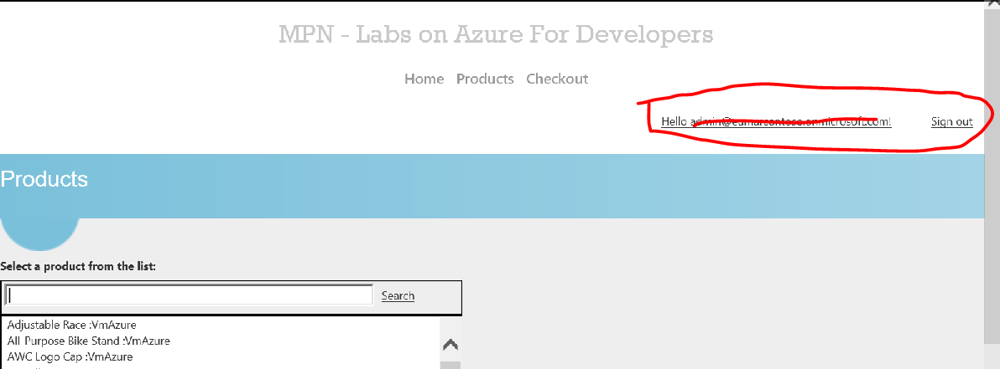 MPN - Labs on Azure For Developers
Home Products Checkout
Hello admin@edmarcontoso.onmicrosoft.com! Sign out
Products
Select a product from the list:
Search
Adjustable Race :VmAzure
All-Purpose Bike Stand :VmAzure
AWC Logo Cap :VmAzure